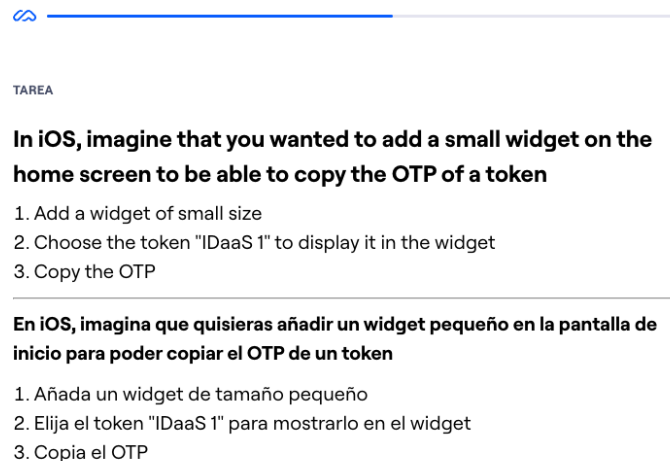 TAREA
In iOS, imagine that you wanted to add a small widget on the
home screen to be able to copy the OTP of a token
1. Add a widget of small size
2. Choose the token "IDaaS 1" to display it in the widget
3. Copy the OTP
En iOS, imagina que quisieras añadir un widget pequeño en la pantalla de
inicio para poder copiar el OTP de un token
1. Añada un widget de tamaño pequeño
2. Elija el token "IDaaS 1" para mostrarlo en el widget
3. Copia el OTP